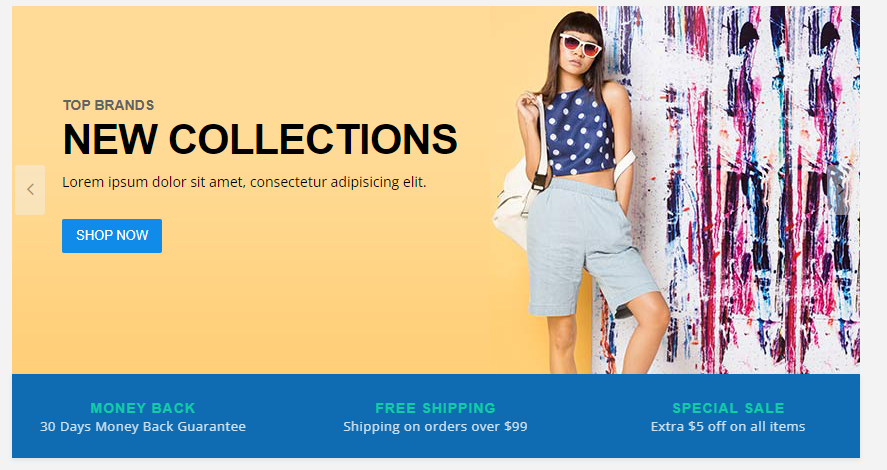 TOP BRANDS
NEW COLLECTIONS
Lorem ipsum dolor sit amet, consectetur adipisicing elit.
SHOP NOW
MONEY BACK
30 Days Money Back Guarantee
FREE SHIPPING
Shipping on orders over $99
SPECIAL SALE
Extra $5 off on all items